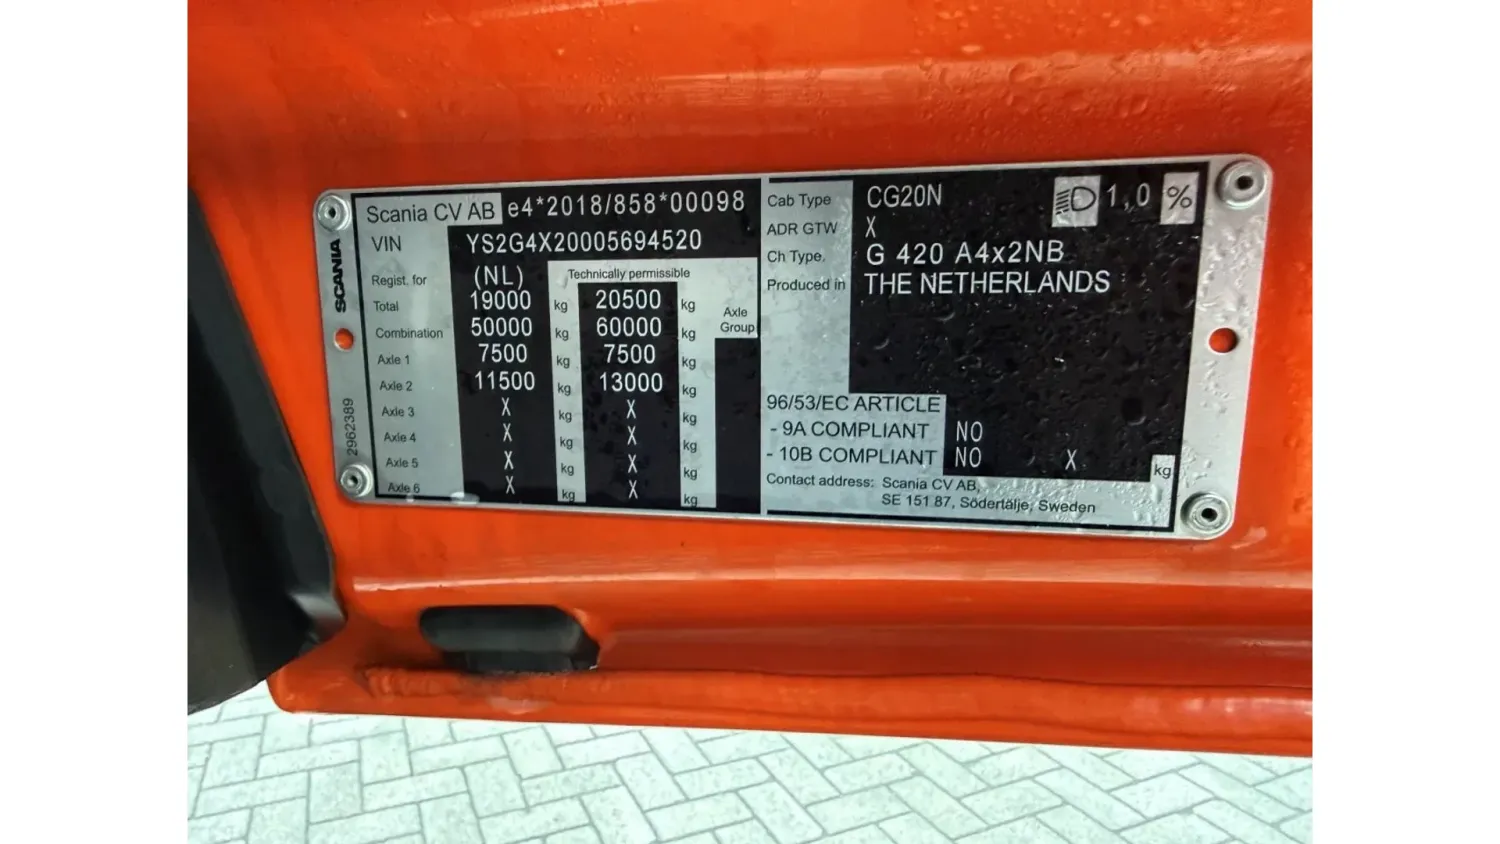 Scania CV AB e4*2018/858*00098
VIN YS2G4X20005694520
Regist. for (NL) Technically permissible
Total 19000 kg 20500 kg Axle Group
Combination 50000 kg 60000 kg
Axle 1 7500 kg 7500 kg
Axle 2 11500 kg 13000 kg
Axle 3 X kg X kg
Axle 4 X kg X kg
Axle 5 X kg X kg
Axle 6 X kg X kg
SCANIA
2962389
Cab Type CG20N 1,0 %
ADR GTW X
Ch Type. G 420 A4x2NB
Produced in THE NETHERLANDS
96/53/EC ARTICLE
- 9A COMPLIANT NO
- 10B COMPLIANT NO X kg
Contact address: Scania CV AB,
SE 151 87, Södertälje, Sweden